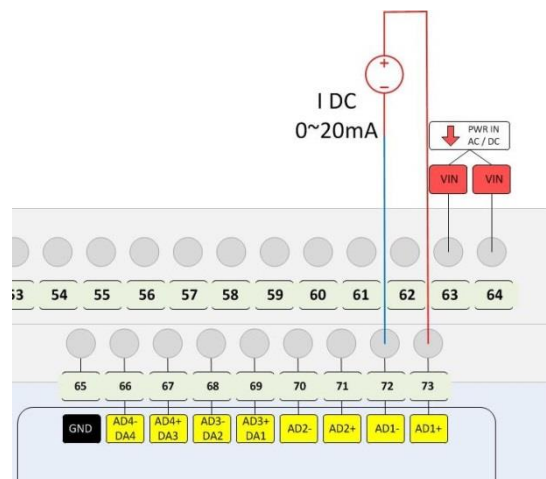 I DC
0~20mA
PWR IN
AC / DC
VIN VIN
53 54 55 56 57 58 59 60 61 62 63 64
65 66 67 68 69 70 71 72 73
GND AD4- AD4+ AD3- AD3+ AD2- AD2+ AD1- AD1+
DA4 DA3 DA2 DA1